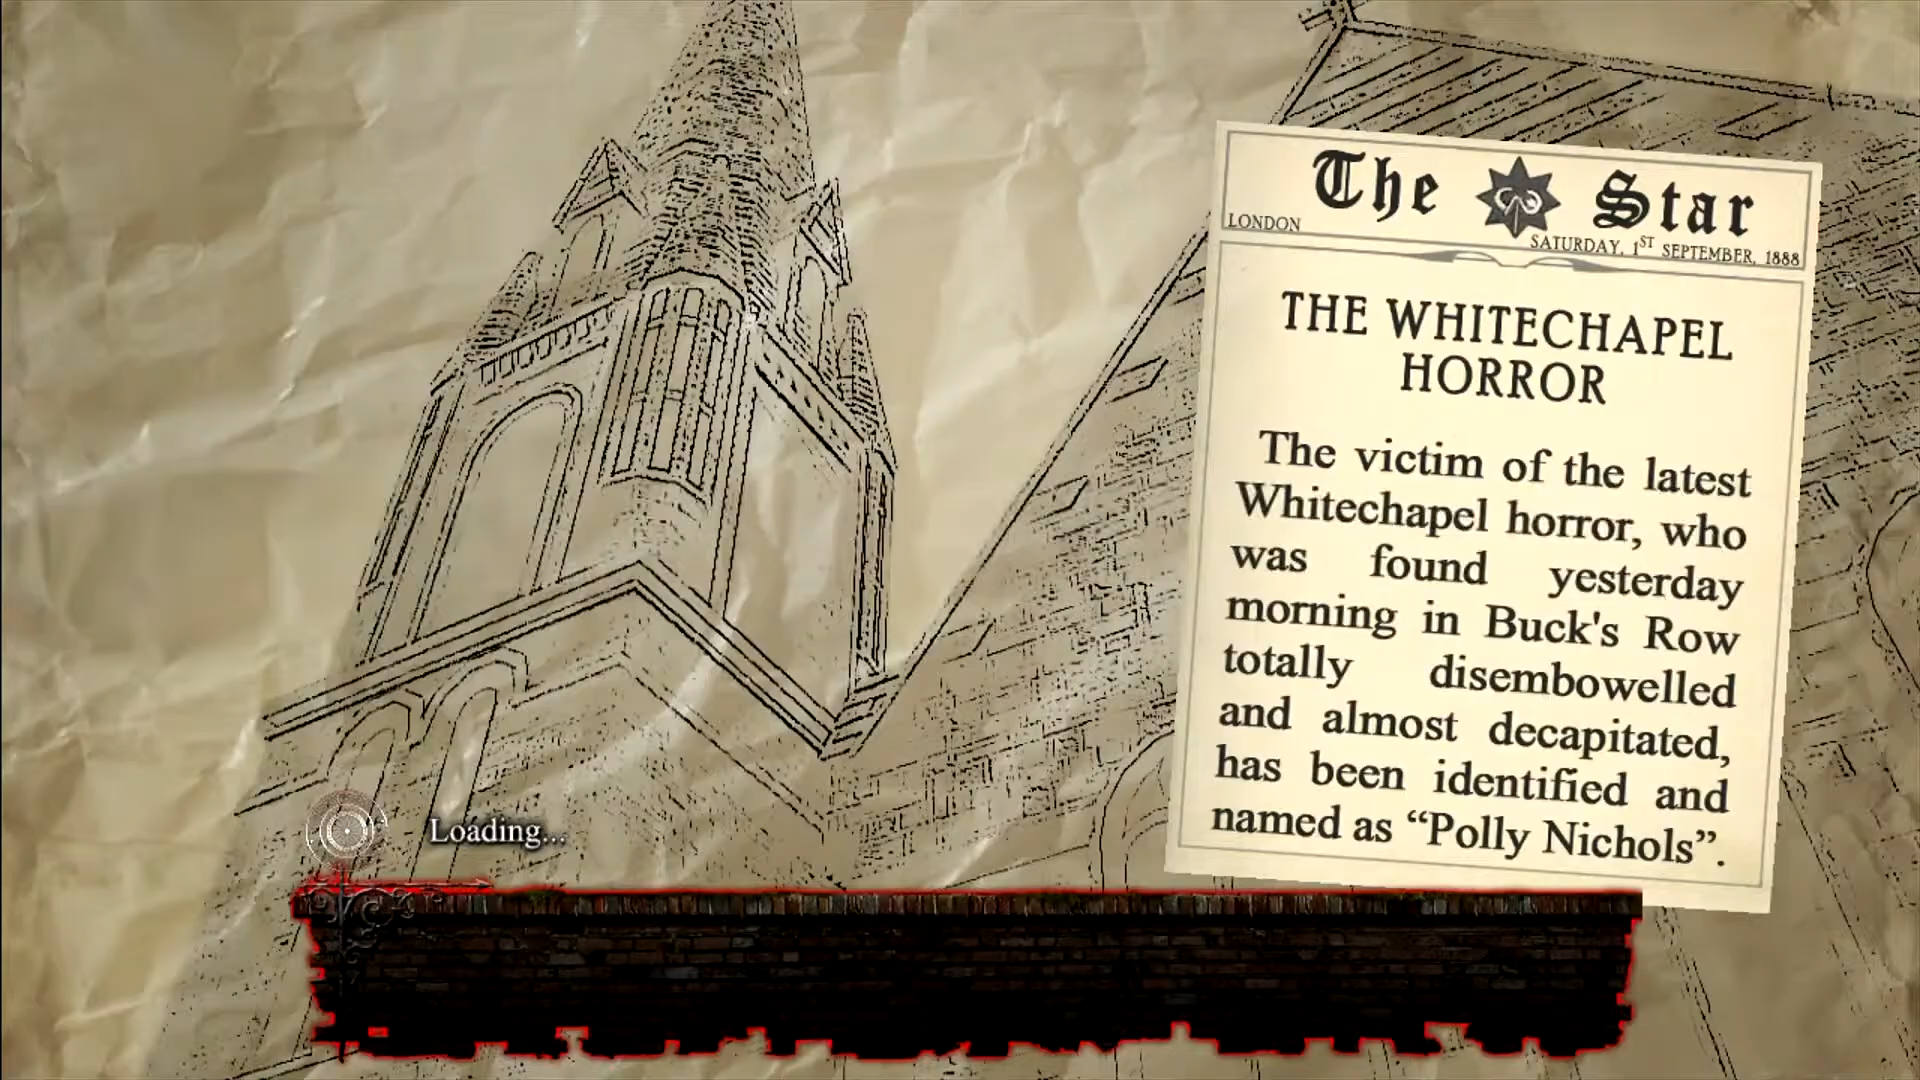 The Star
LONDON
SATURDAY, 1ST SEPTEMBER, 1888
THE WHITECHAPEL
HORROR
The victim of the latest
Whitechapel horror, who
was found yesterday
morning in Buck's Row
totally disembowelled
and almost decapitated,
has been identified and
named as “Polly Nichols”.
Loading...